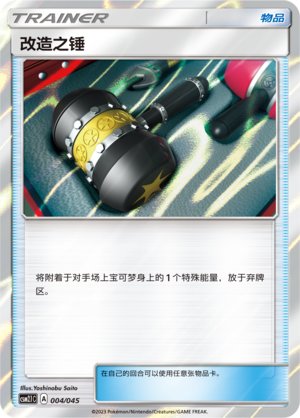 TRAINER 物品
改造之锤
将附着于对手场上宝可梦身上的1个特殊能量，放于弃牌
区。
在自己的回合可以使用任意张物品卡。
Illus.Yoshinobu Saito
CSM2.1C A 004/045
©2023 Pokémon/Nintendo/Creatures/GAME FREAK.